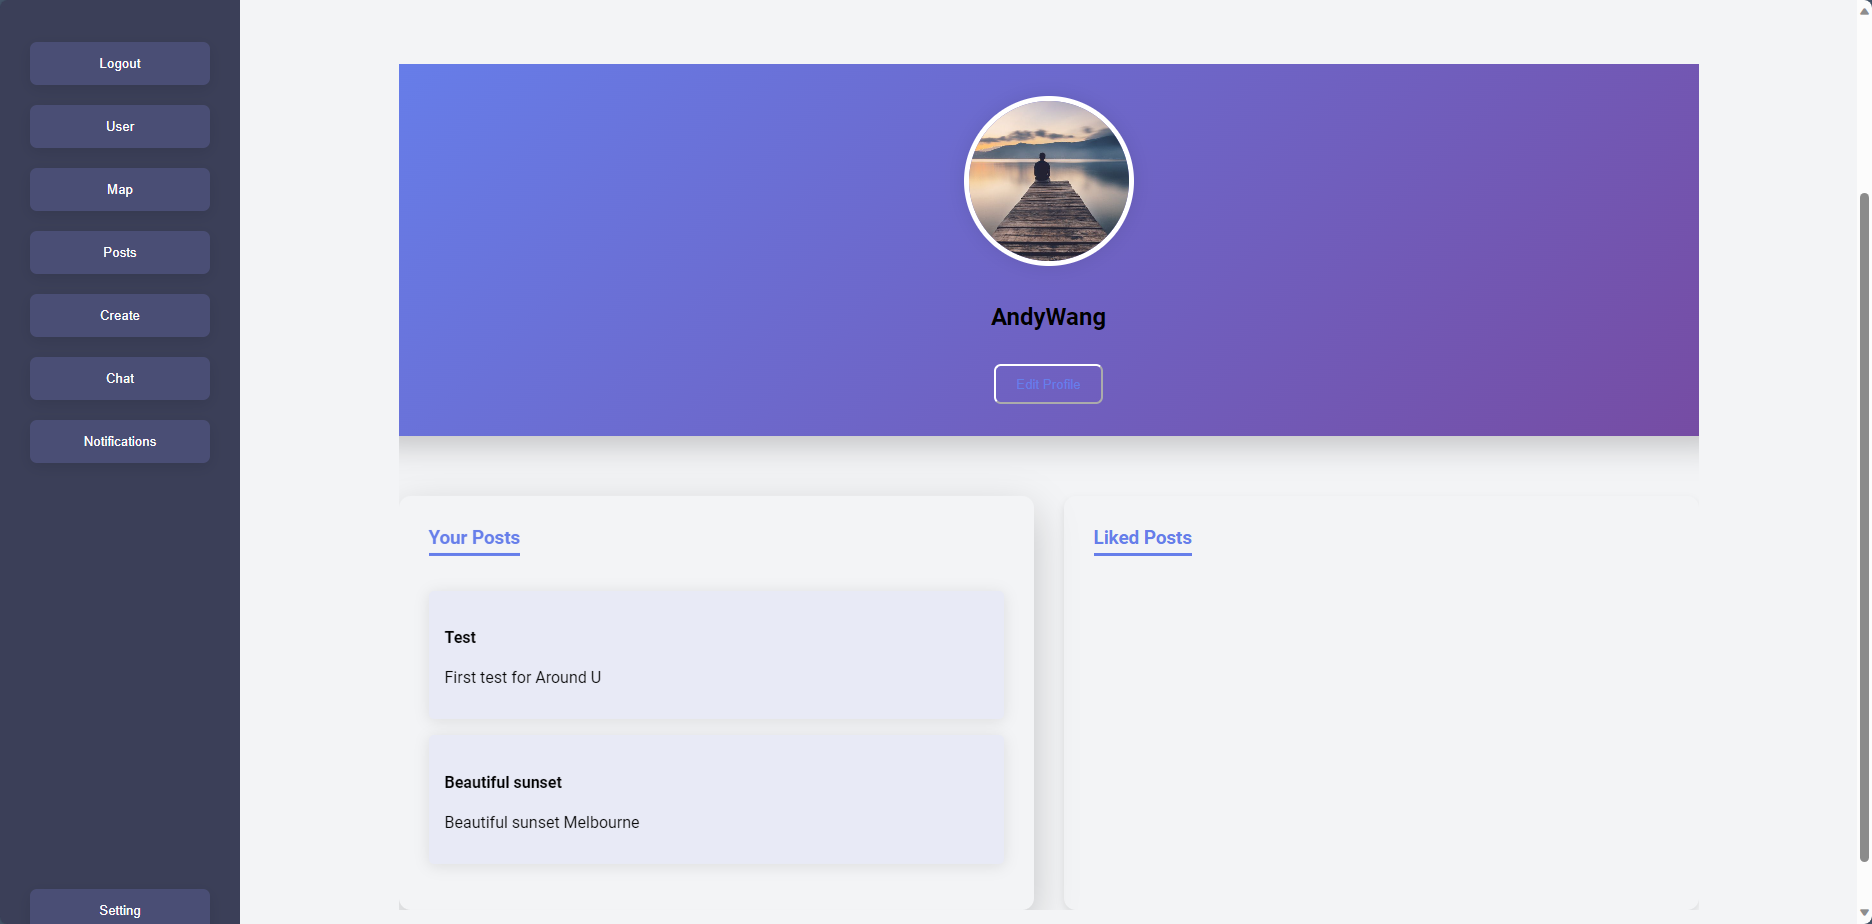 Logout
User
Map
Posts
Create
Chat
Notifications
Setting
AndyWang
Edit Profile
Your Posts
Test
First test for Around U
Beautiful sunset
Beautiful sunset Melbourne
Liked Posts